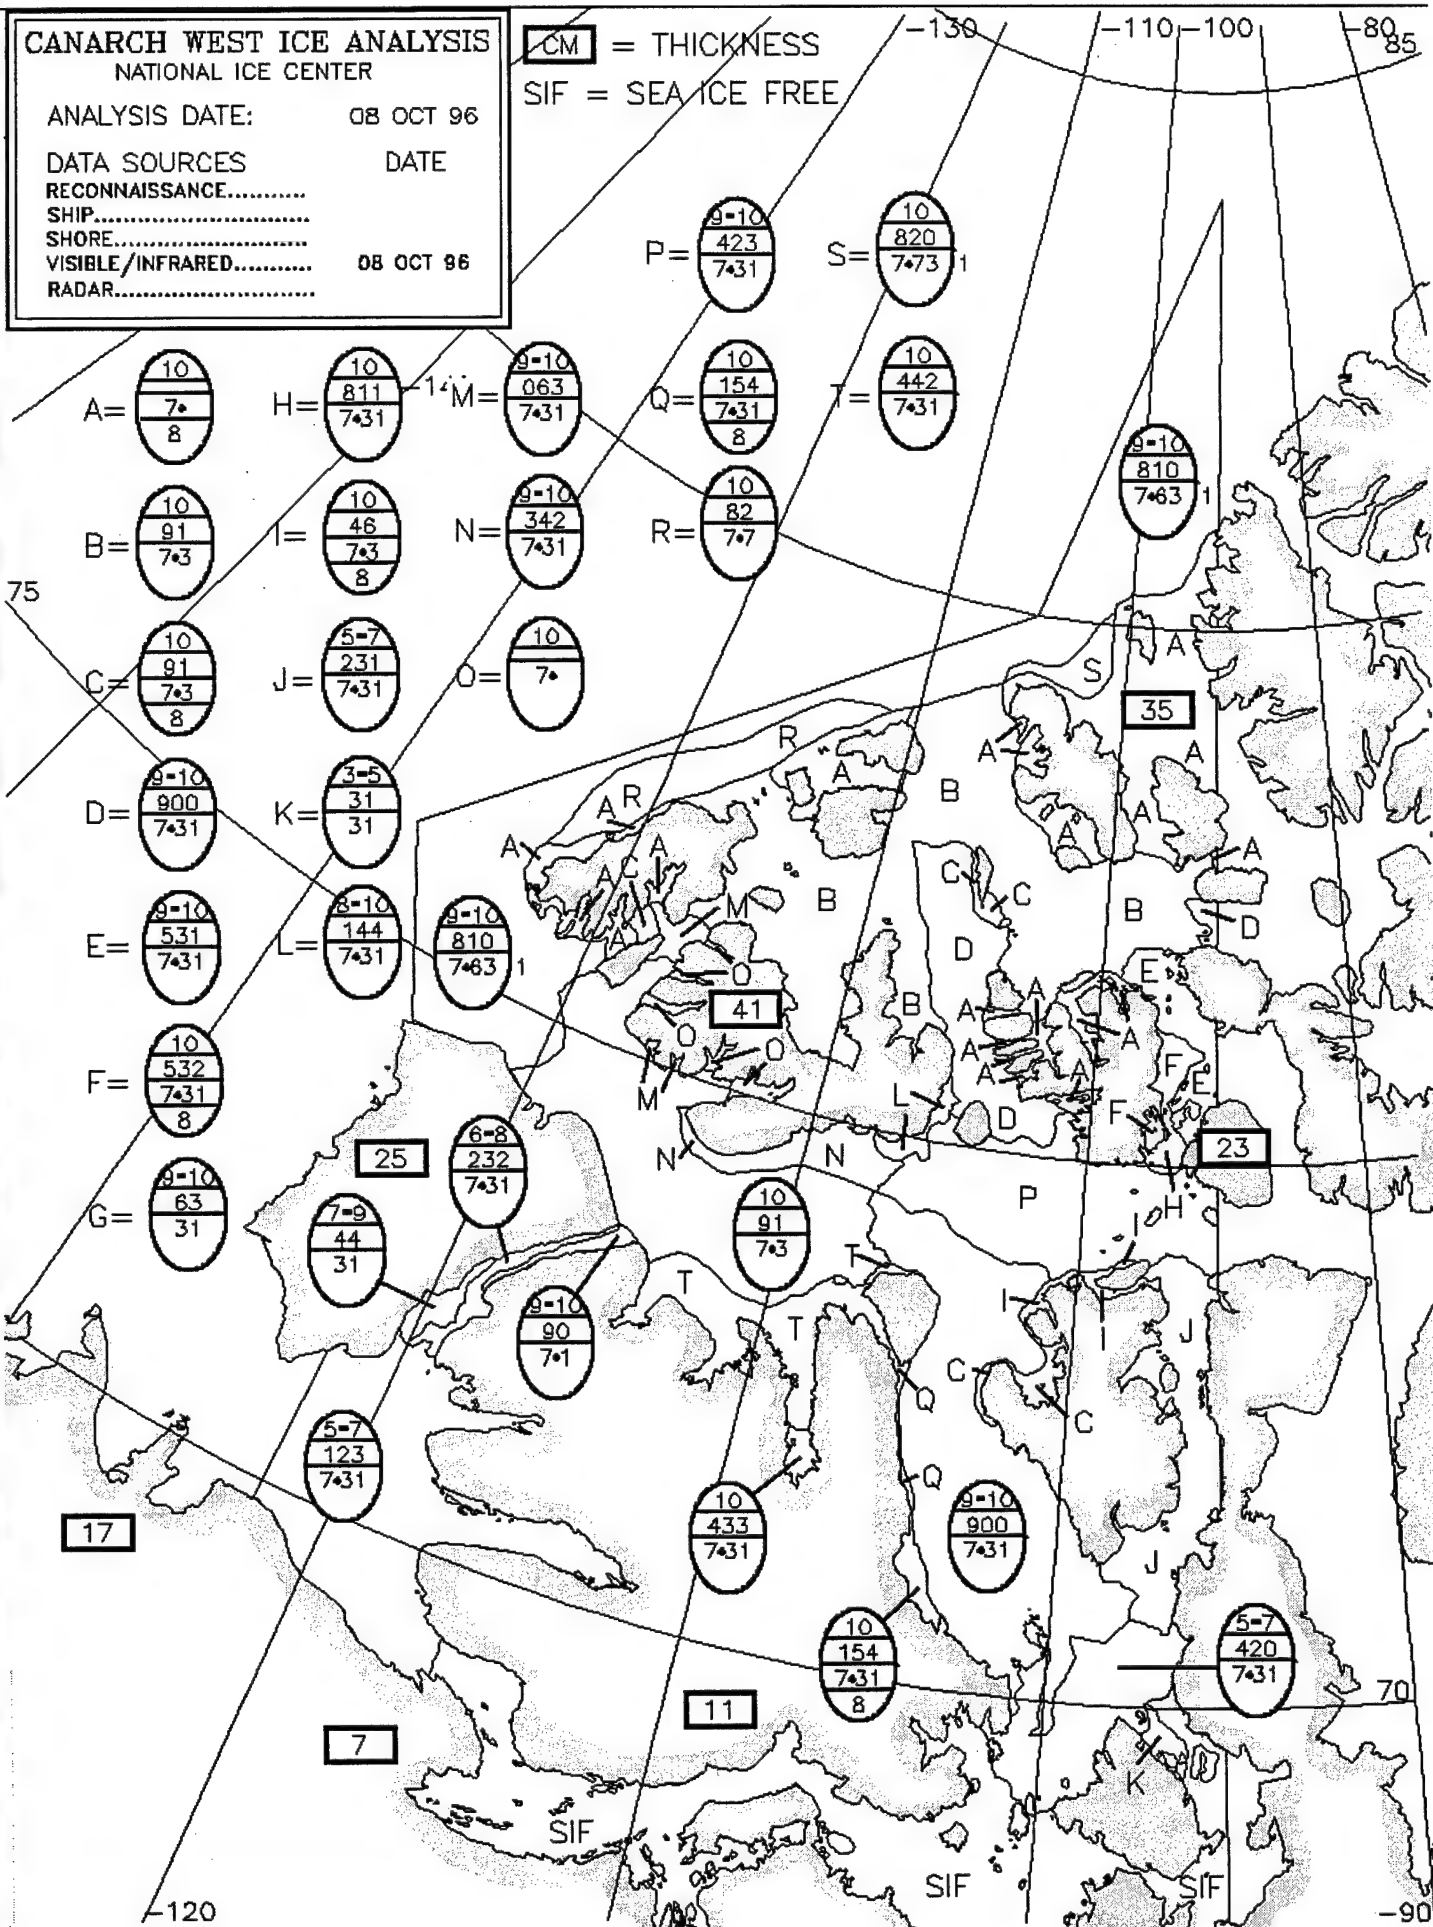 CANARCH WEST ICE ANALYSIS
NATIONAL ICE CENTER
ANALYSIS DATE: 08 OCT 96
DATA SOURCES DATE
RECONNAISSANCE...........
SHIP.............................
SHORE..........................
VISIBLE/INFRARED........... 08 OCT 96
RADAR...........................
CM = THICKNESS
SIF = SEA ICE FREE
-130
-110
-100
-80
85
P=
9-10
423
7•31
S=
10
820
7•73
1
A=
10
7•
8
H=
10
811
7•31
M=
9-10
063
7•31
Q=
10
154
7•31
8
T=
10
442
7•31
9-10
810
7•63
1
B=
10
91
7•3
I=
10
46
7•3
8
N=
9-10
342
7•31
R=
10
82
7•7
75
C=
10
91
7•3
8
J=
5-7
231
7•31
O=
10
7•
D=
9-10
900
7•31
K=
3-5
31
31
E=
9-10
531
7•31
L=
8-10
144
7•31
9-10
810
7•63
1
F=
10
532
7•31
8
G=
9-10
63
31
A
S
35
R
A
A
B
A
A
R
A
A
A
A
A
A
C
A
C
C
B
B
D
M
A
D
O
E
41
B
A
A
A
O
O
A
F
E
M
A
A
L
F
D
23
25
6-8
232
7•31
N
N
P
H
7-9
44
31
10
91
7•3
T
T
I
I
I
J
9-10
90
7•1
T
C
C
Q
5-7
123
7•31
17
Q
10
433
7•31
9-10
900
7•31
J
10
154
7•31
8
5-7
420
7•31
70
11
7
K
SIF
SIF
SIF
-120
-90